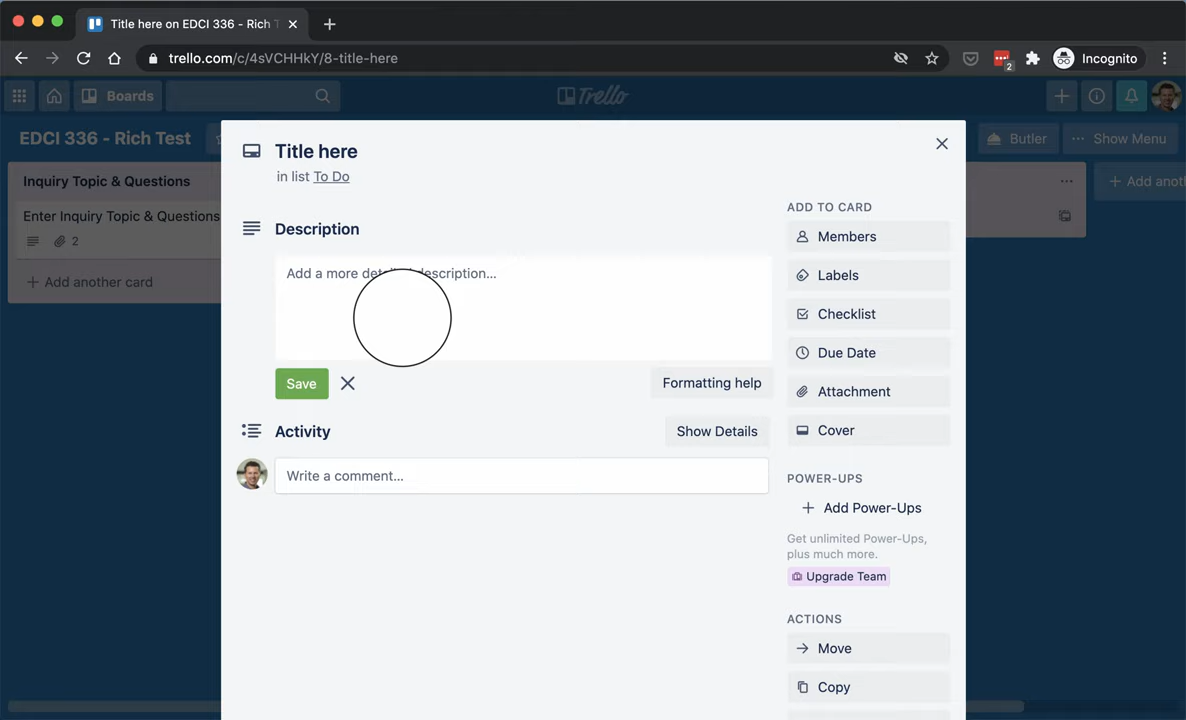 Title here on EDCI 336 - Rich T
trello.com/c/4sVCHHkY/8-title-here
2
Incognito
Boards
Trello
EDCI 336 - Rich Test
Butler
Show Menu
Inquiry Topic & Questions
Enter Inquiry Topic & Questions
2
Add another card
Add anot
Title here
in list To Do
Description
Add a more detailed description...
Save
Formatting help
Activity
Show Details
Write a comment...
ADD TO CARD
Members
Labels
Checklist
Due Date
Attachment
Cover
POWER-UPS
Add Power-Ups
Get unlimited Power-Ups,
plus much more.
Upgrade Team
ACTIONS
Move
Copy